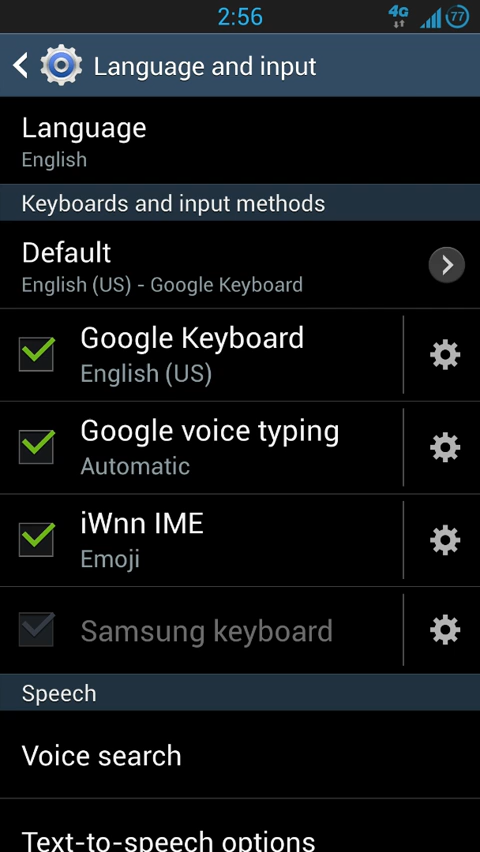 2:56
4G
77
Language and input
Language
English
Keyboards and input methods
Default
English (US) - Google Keyboard
Google Keyboard
English (US)
Google voice typing
Automatic
iWnn IME
Emoji
Samsung keyboard
Speech
Voice search
Text-to-speech options